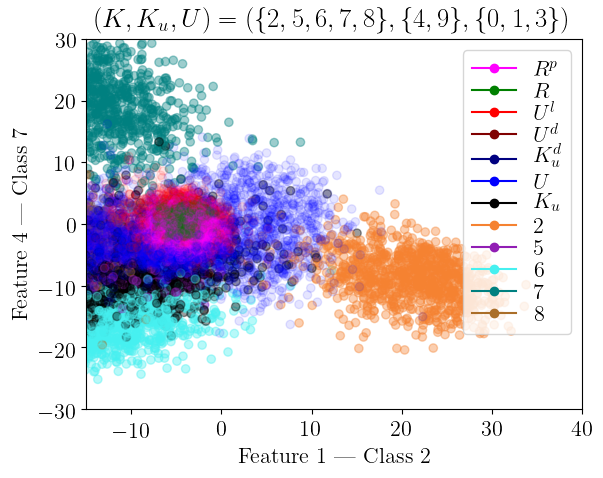 (K, K_u, U) = ({2, 5, 6, 7, 8}, {4, 9}, {0, 1, 3})
30
20
10
0
−10
−20
−30
Feature 4 — Class 7
R^p
R
U^l
U^d
K_u^d
U
K_u
2
5
6
7
8
−10
0
10
20
30
40
Feature 1 — Class 2